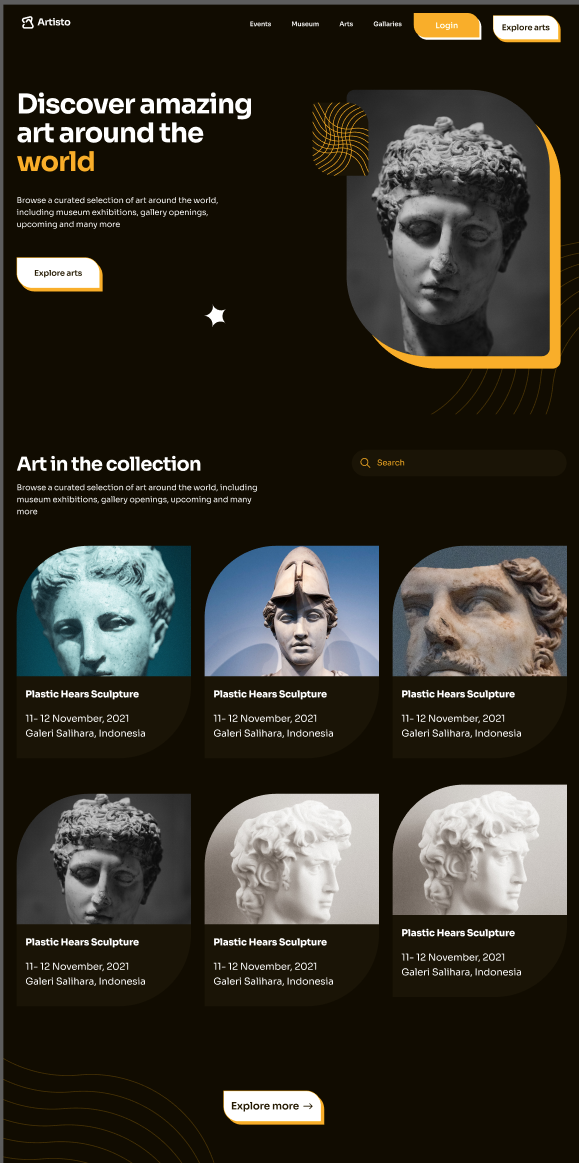 Artisto
Events
Museum
Arts
Gallaries
Login
Explore arts
Discover amazing
art around the
world
Browse a curated selection of art around the world,
including museum exhibitions, gallery openings,
upcoming and many more
Explore arts
Art in the collection
Search
Browse a curated selection of art around the world, including
museum exhibitions, gallery openings, upcoming and many
more
Plastic Hears Sculpture
11- 12 November, 2021
Galeri Salihara, Indonesia
Plastic Hears Sculpture
11- 12 November, 2021
Galeri Salihara, Indonesia
Plastic Hears Sculpture
11- 12 November, 2021
Galeri Salihara, Indonesia
Plastic Hears Sculpture
11- 12 November, 2021
Galeri Salihara, Indonesia
Plastic Hears Sculpture
11- 12 November, 2021
Galeri Salihara, Indonesia
Plastic Hears Sculpture
11- 12 November, 2021
Galeri Salihara, Indonesia
Explore more →